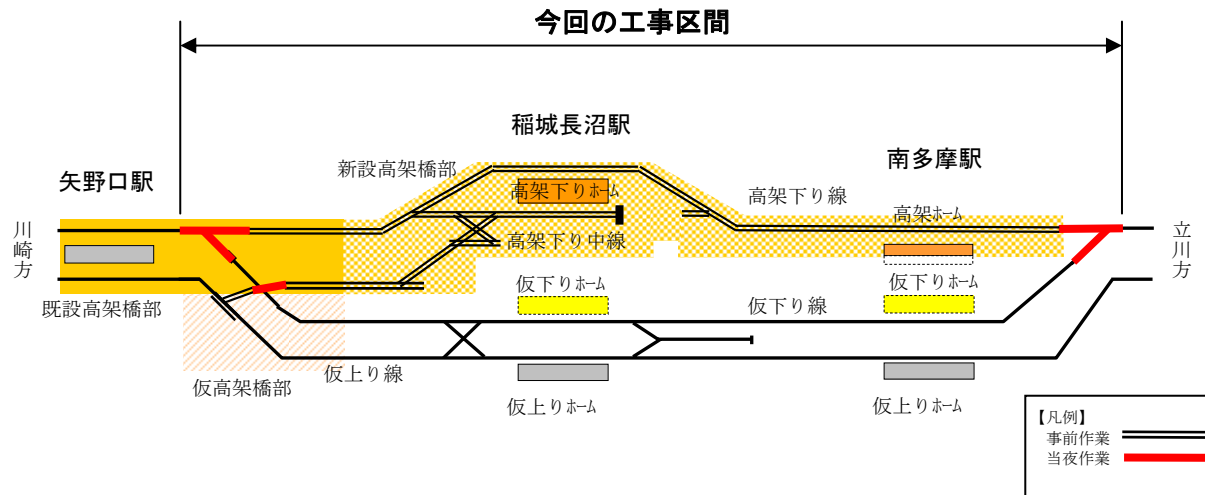 今回の工事区間
稲城長沼駅
矢野口駅
新設高架橋部
南多摩駅
高架下りホーム
高架下り線
高架ホーム
川崎方
立川方
高架下り中線
仮下りホーム
仮下りホーム
既設高架橋部
仮下り線
仮高架橋部
仮上り線
仮上りホーム
仮上りホーム
【凡例】
事前作業
当夜作業